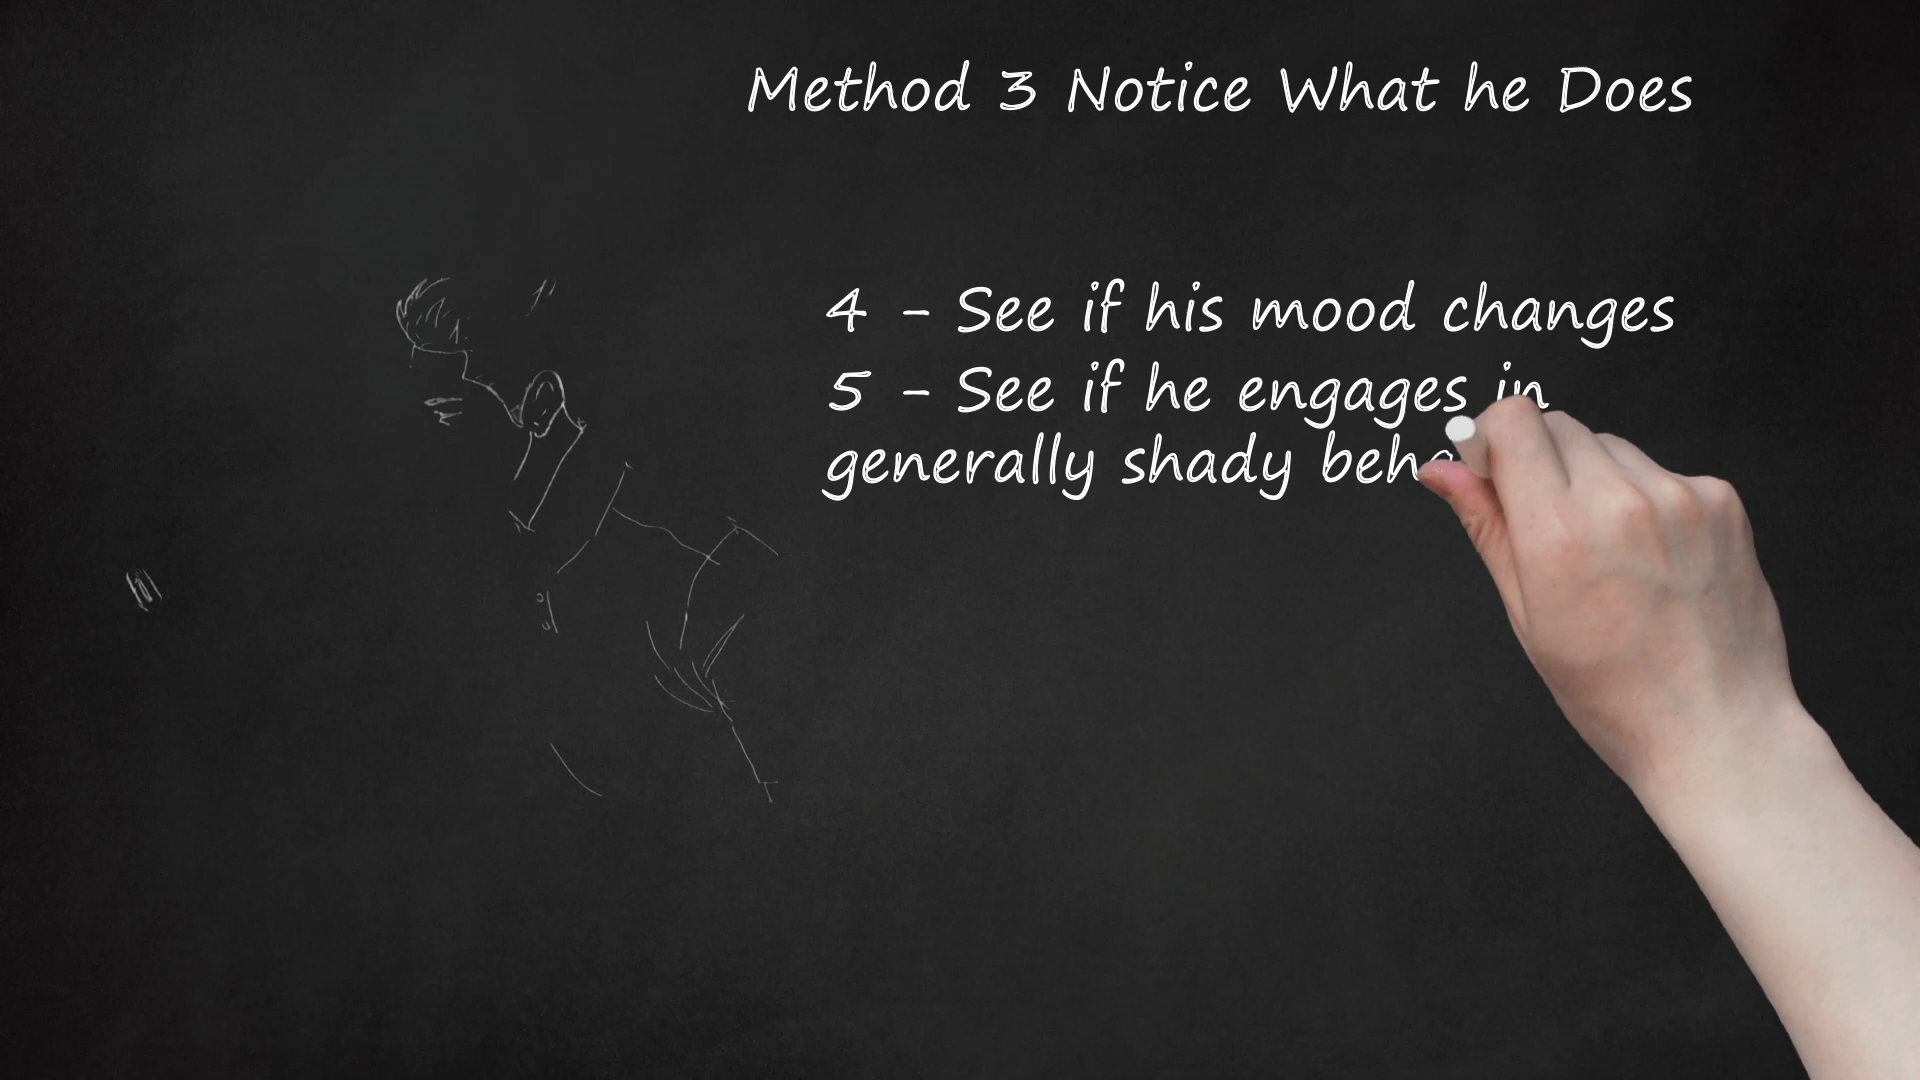 Method 3 Notice What he Does
4 - See if his mood changes
5 - See if he engages in
generally shady beha